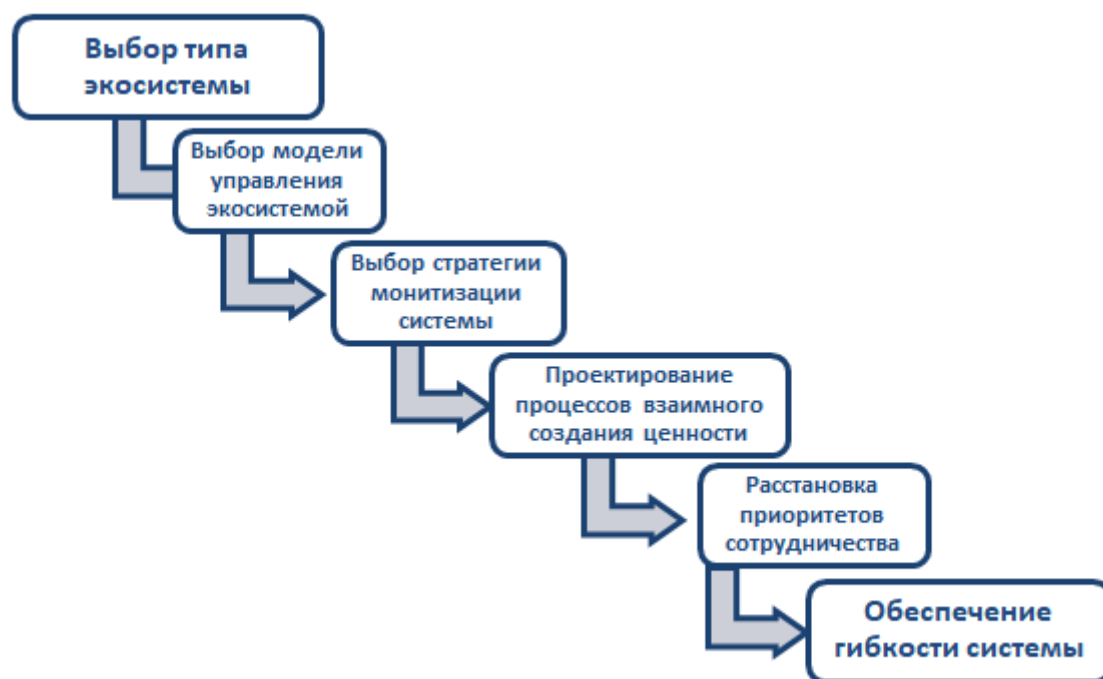 Выбор типа
экосистемы
Выбор модели
управления
экосистемой
Выбор стратегии
монитизации
системы
Проектирование
процессов взаимного
создания ценности
Расстановка
приоритетов
сотрудничества
Обеспечение
гибкости системы